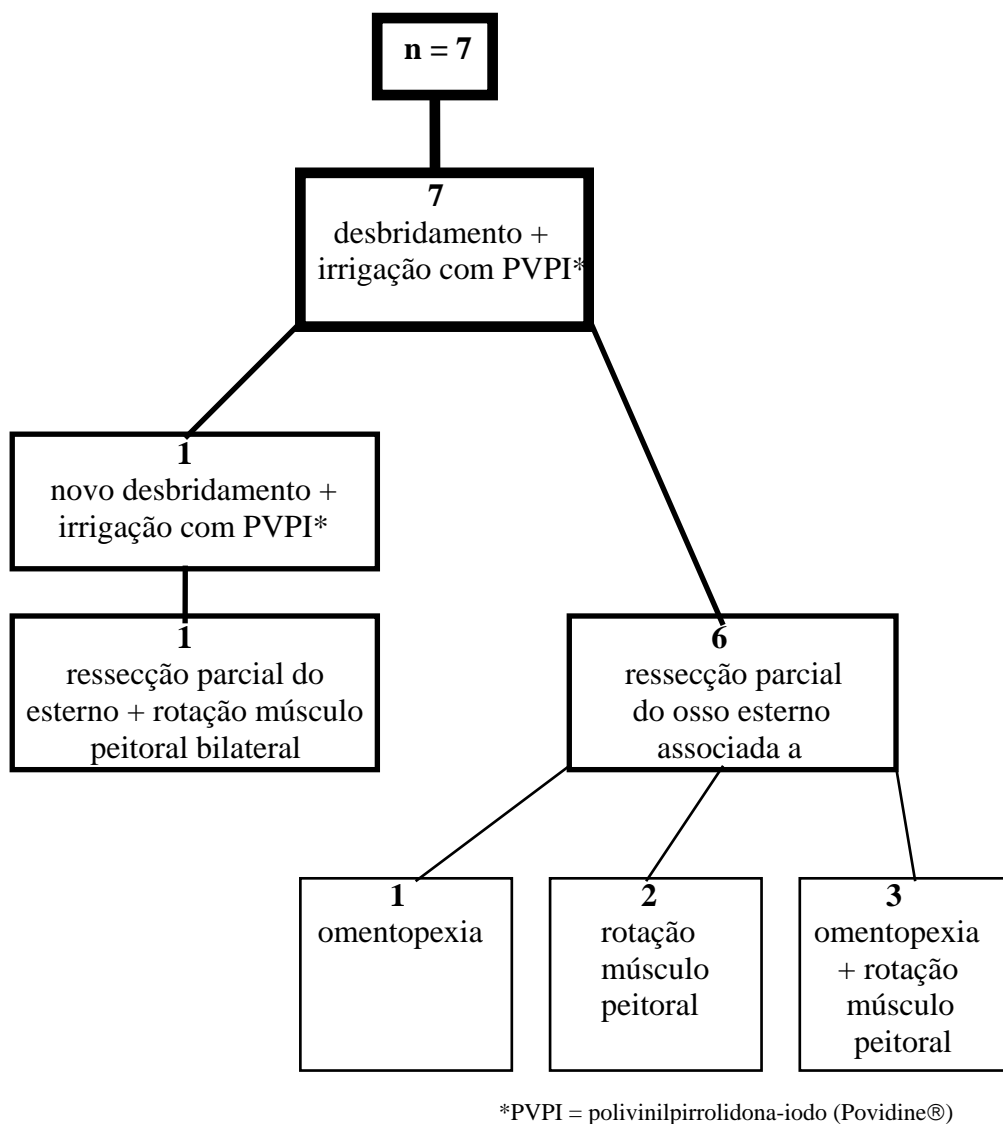 n = 7
7
desbridamento +
irrigação com PVPI*
1
novo desbridamento +
irrigação com PVPI*
1
ressecção parcial do
esterno + rotação músculo
peitoral bilateral
6
ressecção parcial
do osso esterno
associada a
1
omentopexia
2
rotação
músculo
peitoral
3
omentopexia
+ rotação
músculo
peitoral
*PVPI = polivinilpirrolidona-iodo (Povidine®)